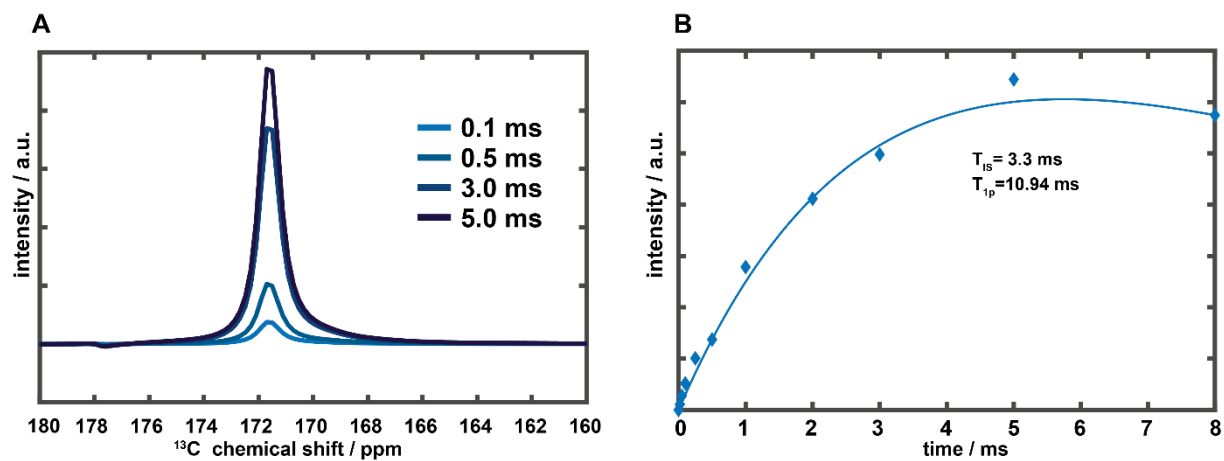 A
intensity / a.u.
0.1 ms
0.5 ms
3.0 ms
5.0 ms
180 178 176 174 172 170 168 166 164 162 160
¹³C chemical shift / ppm
B
intensity / a.u.
T_IS= 3.3 ms
T_1p=10.94 ms
0 1 2 3 4 5 6 7 8
time / ms